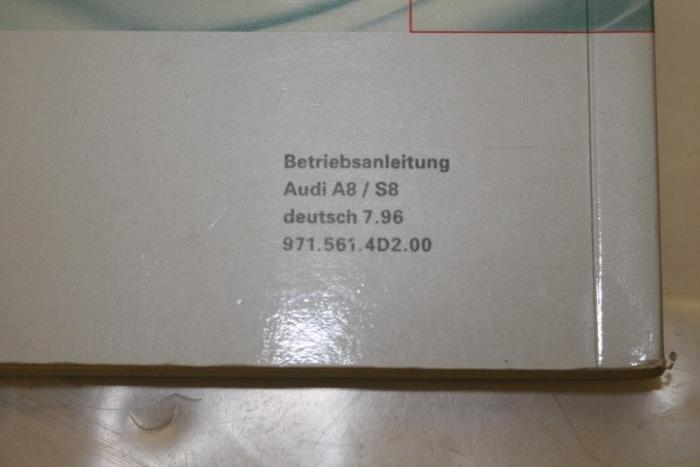 Betriebsanleitung
Audi A8 / S8
deutsch 7.96
971.561.4D2.00